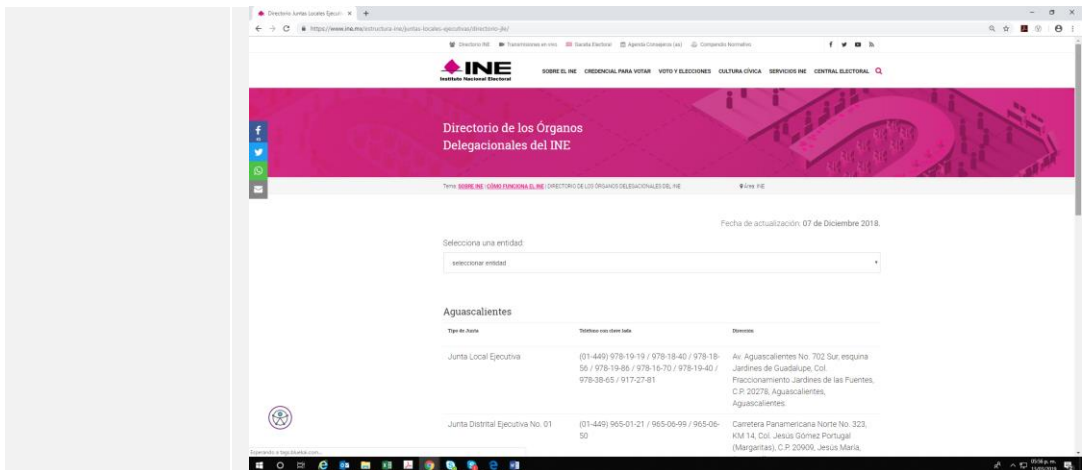 Directorio Juntas Locales Ejecut
https://www.ine.mx/estructura-ine/juntas-locales-ejecutivas/directorio-jle/
Directorio INE Transmisiones en vivo Gaceta Electoral Agenda Consejeros (as) Compendio Normativo
INE
Instituto Nacional Electoral
SOBRE EL INE CREDENCIAL PARA VOTAR VOTO Y ELECCIONES CULTURA CÍVICA SERVICIOS INE CENTRAL ELECTORAL
Directorio de los Órganos
Delegacionales del INE
Tema: SOBRE INE / CÓMO FUNCIONA EL INE / DIRECTORIO DE LOS ÓRGANOS DELEGACIONALES DEL INE Área: INE
Fecha de actualización: 07 de Diciembre 2018.
Selecciona una entidad:
seleccionar entidad
Aguascalientes
Tipo de Junta Teléfono con clave lada Dirección
Junta Local Ejecutiva (01-449) 978-19-19 / 978-18-40 / 978-18- Av. Aguascalientes No. 702 Sur, esquina
56 / 978-19-86 / 978-16-70 / 978-19-40 / Jardines de Guadalupe, Col.
978-38-65 / 917-27-81 Fraccionamiento Jardines de las Fuentes,
C.P. 20278, Aguascalientes,
Aguascalientes.
Junta Distrital Ejecutiva No. 01 (01-449) 965-01-21 / 965-06-99 / 965-06- Carretera Panamericana Norte No. 323,
50 KM 14, Col. Jesús Gómez Portugal
(Margaritas), C.P. 20909, Jesús María,
Esperando a tags.bluekai.com...
05:56 p. m.